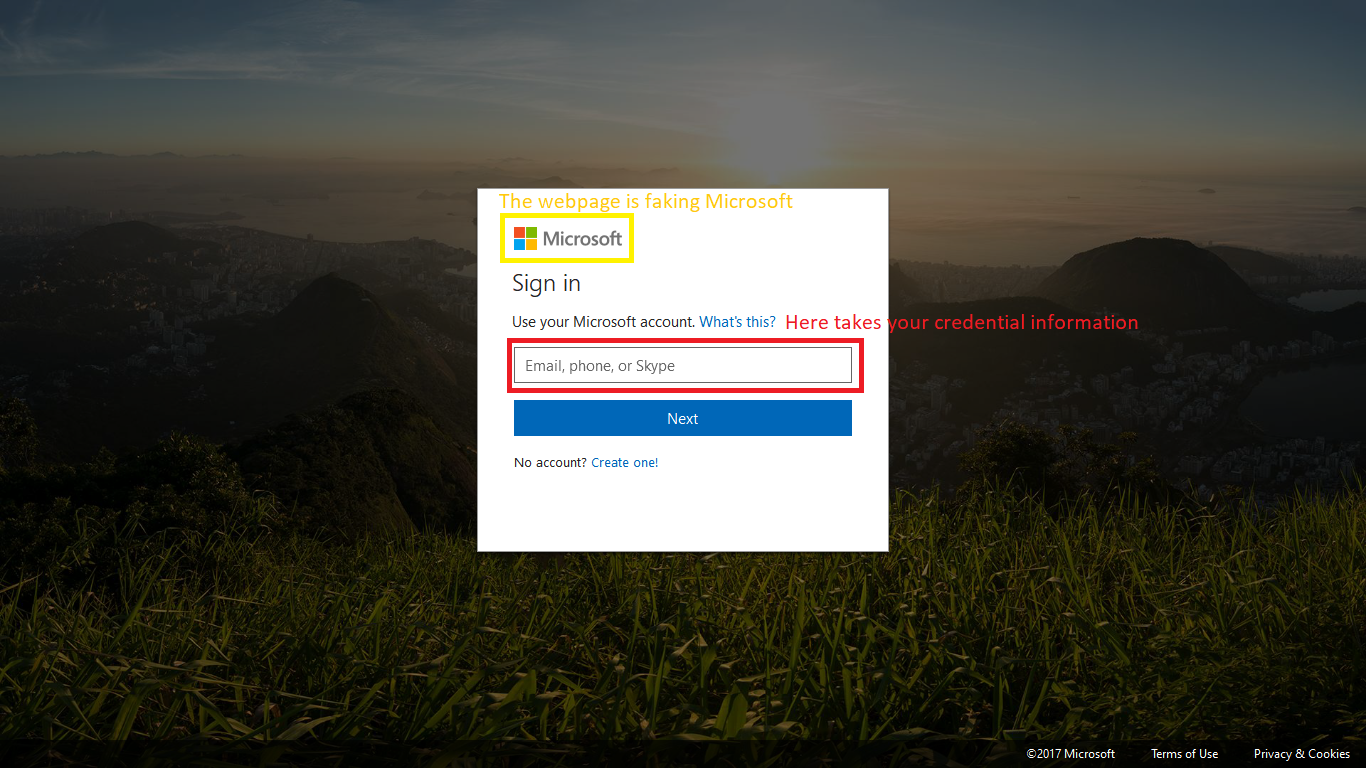 The webpage is faking Microsoft
Microsoft
Sign in
Use your Microsoft account. What's this? Here takes your credential information
Email, phone, or Skype
Next
No account? Create one!
©2017 Microsoft Terms of Use Privacy & Cookies